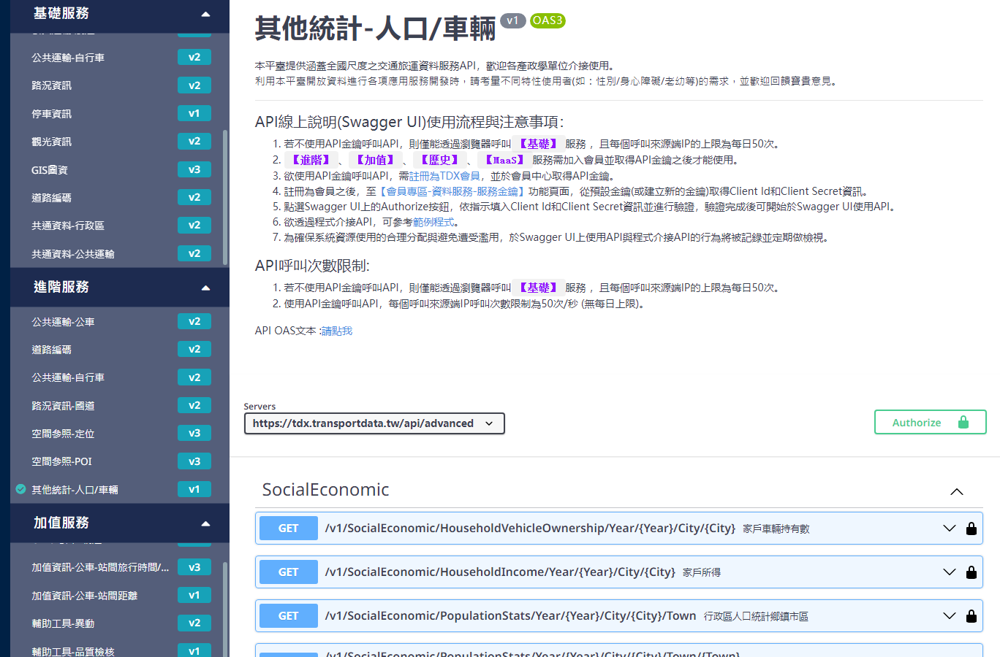 基礎服務
公共運輸-自行車 v2
路況資訊 v2
停車資訊 v1
觀光資訊 v2
GIS圖資 v3
道路編碼 v2
共通資料-行政區 v2
共通資料-公共運輸 v2
進階服務
公共運輸-公車 v2
道路編碼 v2
公共運輸-自行車 v2
路況資訊-國道 v2
空間參照-定位 v3
空間參照-POI v3
其他統計-人口/車輛 v1
加值服務
加值資訊-公車-站間旅行時間/... v3
加值資訊-公車-站間距離 v1
輔助工具-異動 v2
輔助工具-品質檢核 v1
其他統計-人口/車輛 v1 OAS3
本平臺提供涵蓋全國尺度之交通旅運資料服務API，歡迎各產政學單位介接使用。
利用本平臺開放資料進行各項應用服務開發時，請考量不同特性使用者(如：性別/身心障礙/老幼等)的需求，並歡迎回饋寶貴意見。
API線上說明(Swagger UI)使用流程與注意事項：
1. 若不使用API金鑰呼叫API，則僅能透過瀏覽器呼叫【基礎】服務，且每個呼叫來源端IP的上限為每日50次。
2. 【進階】、【加值】、【歷史】、【MaaS】服務需加入會員並取得API金鑰之後才能使用。
3. 欲使用API金鑰呼叫API，需註冊為TDX會員，並於會員中心取得API金鑰。
4. 註冊為會員之後，至【會員專區-資料服務-服務金鑰】功能頁面，從預設金鑰(或建立新的金鑰)取得Client Id和Client Secret資訊。
5. 點選Swagger UI上的Authorize按鈕，依指示填入Client Id和Client Secret資訊並進行驗證，驗證完成後可開始於Swagger UI使用API。
6. 欲透過程式介接API，可參考範例程式。
7. 為確保系統資源使用的合理分配與避免遭受濫用，於Swagger UI上使用API與程式介接API的行為將被記錄並定期做檢視。
API呼叫次數限制:
1. 若不使用API金鑰呼叫API，則僅能透過瀏覽器呼叫【基礎】服務，且每個呼叫來源端IP的上限為每日50次。
2. 使用API金鑰呼叫API，每個呼叫來源端IP呼叫次數限制為50次/秒 (無每日上限)。
API OAS文本 :請點我
Servers
https://tdx.transportdata.tw/api/advanced
Authorize
SocialEconomic
GET /v1/SocialEconomic/HouseholdVehicleOwnership/Year/{Year}/City/{City} 家戶車輛持有數
GET /v1/SocialEconomic/HouseholdIncome/Year/{Year}/City/{City} 家戶所得
GET /v1/SocialEconomic/PopulationStats/Year/{Year}/City/{City}/Town 行政區人口統計鄉鎮市區
/v1/SocialEconomic/PopulationStats/Year/{Year}/City/{City}/Town/{Town}